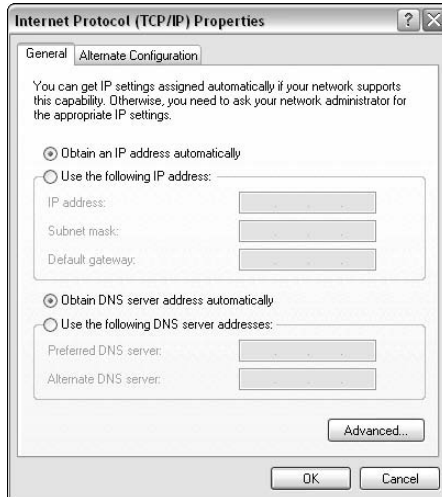 Internet Protocol (TCP/IP) Properties
General
Alternate Configuration
You can get IP settings assigned automatically if your network supports
this capability. Otherwise, you need to ask your network administrator for
the appropriate IP settings.
Obtain an IP address automatically
Use the following IP address:
IP address:
Subnet mask:
Default gateway:
Obtain DNS server address automatically
Use the following DNS server addresses:
Preferred DNS server:
Alternate DNS server:
Advanced...
OK
Cancel